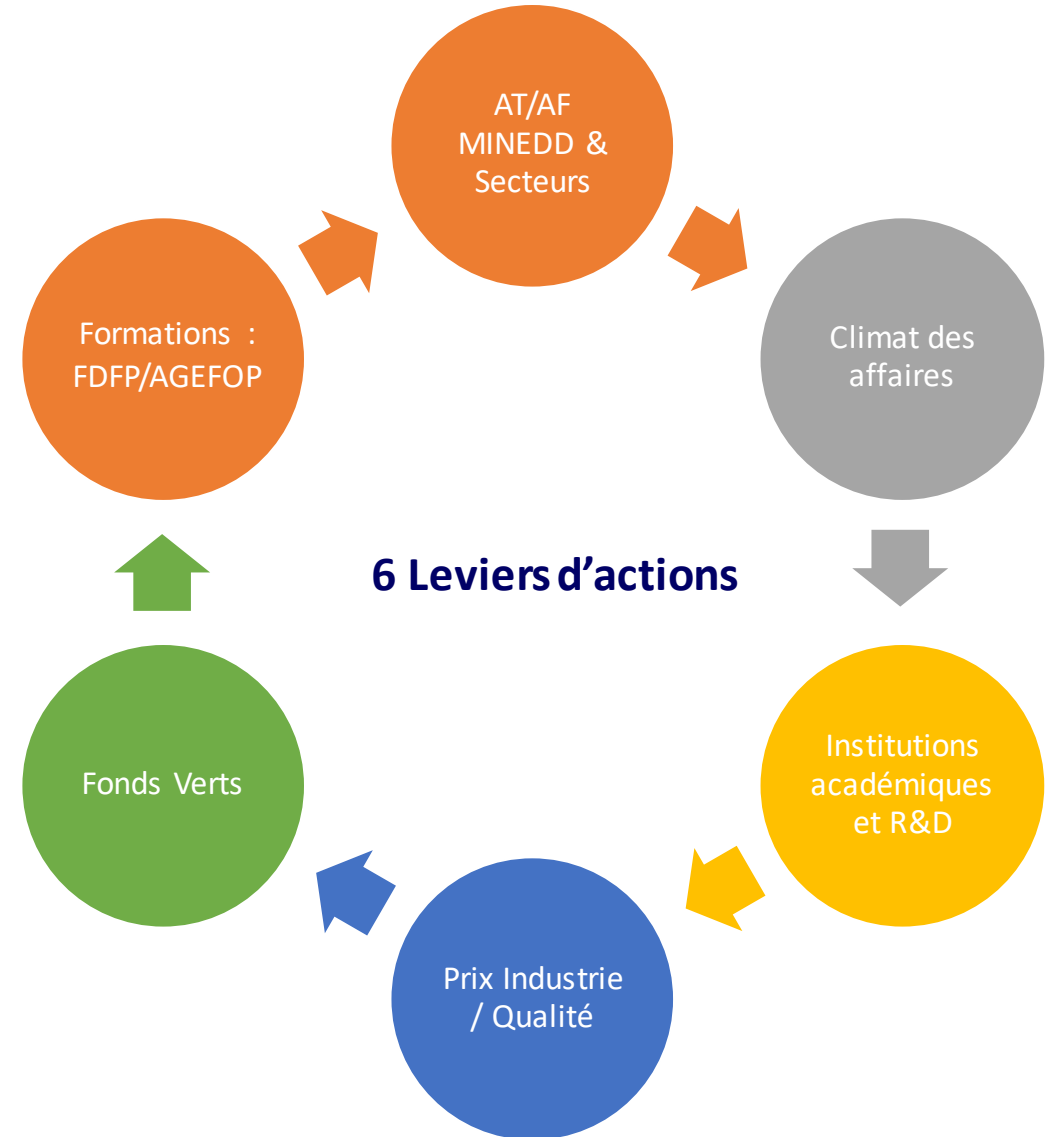 AT/AF
MINEDD &
Secteurs
Climat des
affaires
Institutions
académiques
et R&D
Prix Industrie
/ Qualité
Fonds Verts
Formations :
FDFP/AGEFOP
6 Leviers d’actions